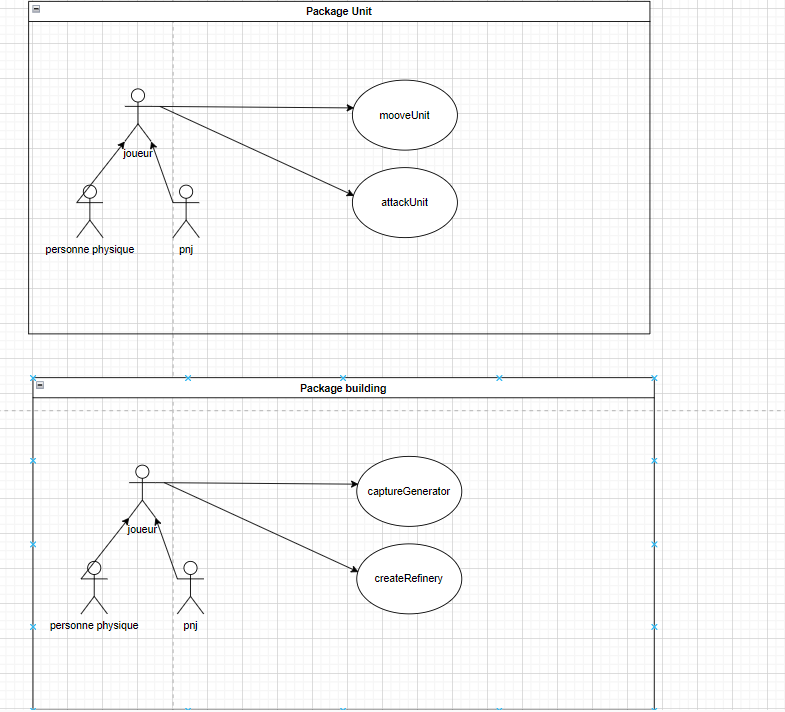 Package Unit
mooveUnit
joueur
attackUnit
personne physique
pnj
Package building
captureGenerator
joueur
createRefinery
personne physique
pnj